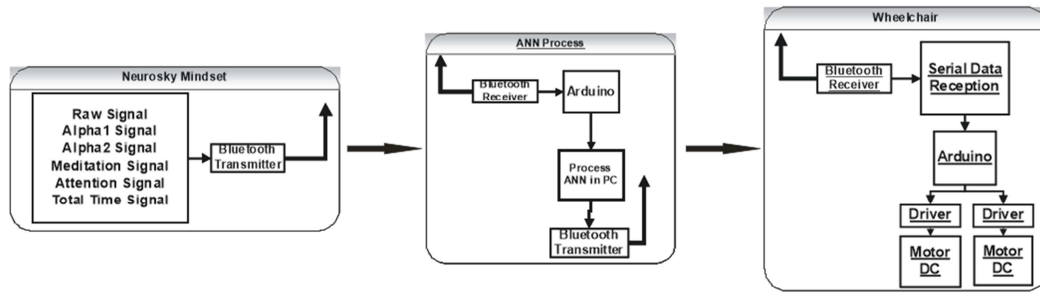 Neurosky Mindset
Raw Signal
Alpha1 Signal
Alpha2 Signal
Meditation Signal
Attention Signal
Total Time Signal
Bluetooth
Transmitter
ANN Process
Bluetooth
Receiver
Arduino
Process
ANN in PC
Bluetooth
Transmitter
Wheelchair
Bluetooth
Receiver
Serial Data
Reception
Arduino
Driver
Driver
Motor
DC
Motor
DC